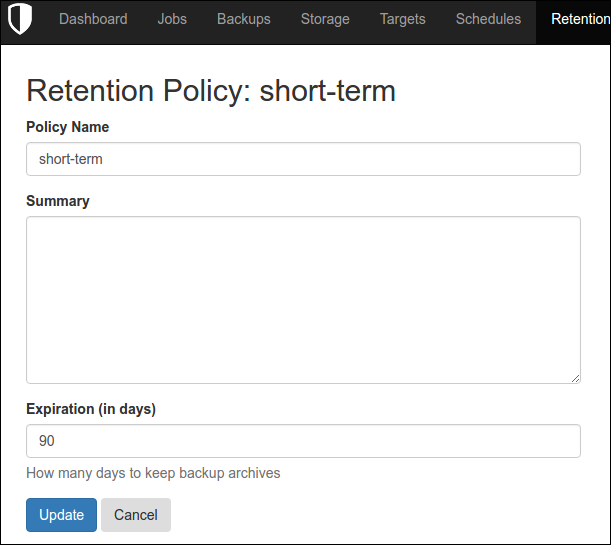 Dashboard Jobs Backups Storage Targets Schedules Retention
Retention Policy: short-term
Policy Name
short-term
Summary
Expiration (in days)
90
How many days to keep backup archives
Update Cancel